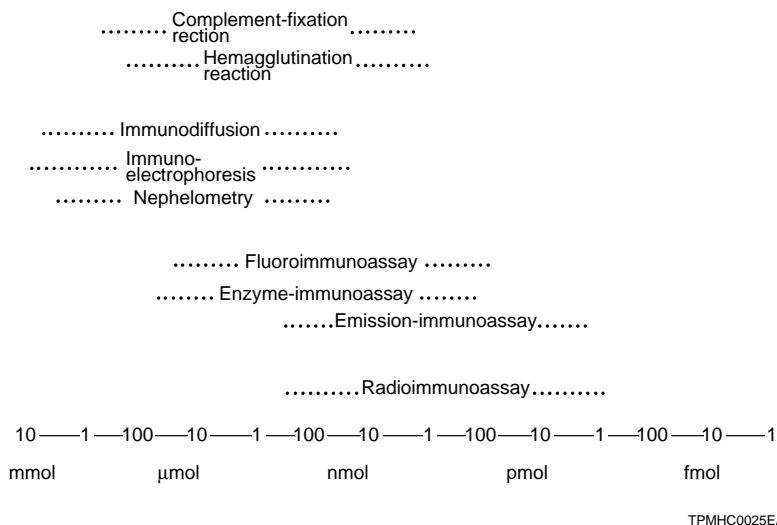 Complement-fixation
rection
Hemagglutination
reaction
Immunodiffusion
Immuno-
electrophoresis
Nephelometry
Fluoroimmunoassay
Enzyme-immunoassay
Emission-immunoassay
Radioimmunoassay
10 1 100 10 1 100 10 1 100 10 1 100 10 1
mmol μmol nmol pmol fmol
TPMHC0025E